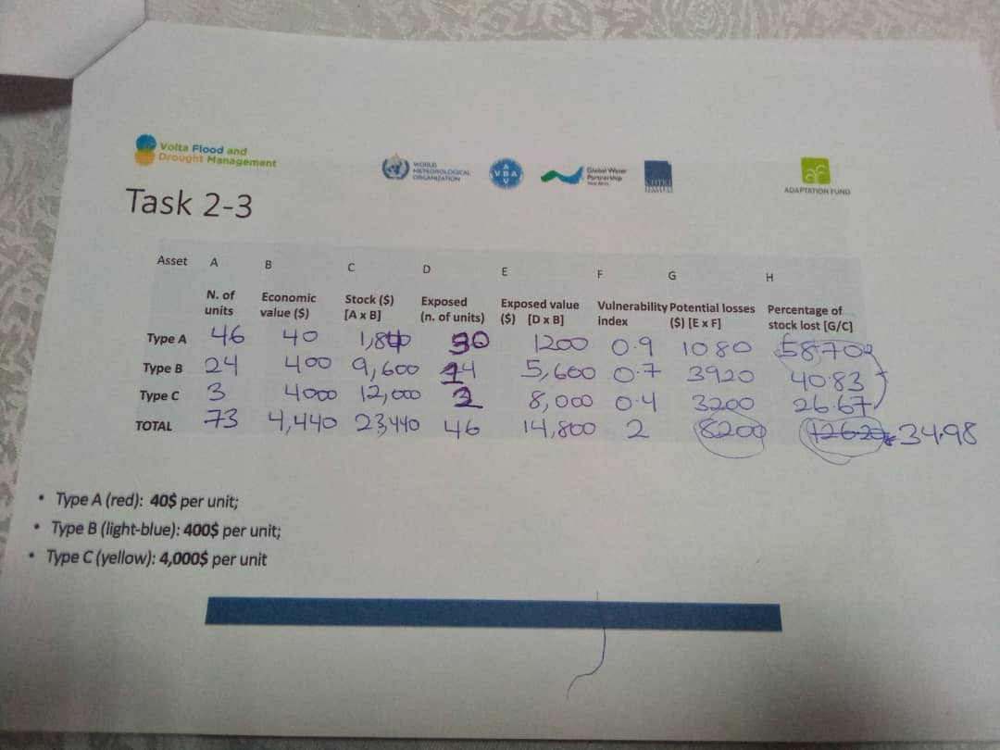 Volta Flood and
Drought Management
WORLD
METEOROLOGICAL
ORGANIZATION
VBA
Global Water
Partnership
ADAPTATION FUND
Task 2-3
Asset A B C D E F G H
N. of units Economic value ($) Stock ($) [A x B] Exposed (n. of units) Exposed value ($) [D x B] Vulnerability index Potential losses ($) [E x F] Percentage of stock lost [G/C]
Type A 46 40 1,840 30 1200 0.9 1080 58.70
Type B 24 400 9,600 14 5,600 0.7 3920 40.83
Type C 3 4000 12,000 2 8,000 0.4 3200 26.67
TOTAL 73 4,440 23,440 46 14,800 2 8200 126.20 34.98
• Type A (red): 40$ per unit;
• Type B (light-blue): 400$ per unit;
• Type C (yellow): 4,000$ per unit